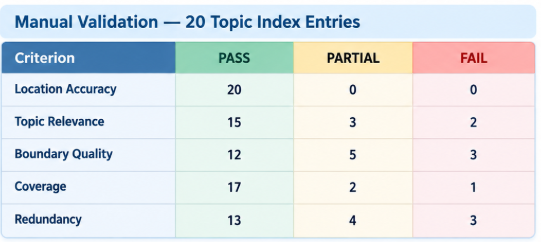 Manual Validation — 20 Topic Index Entries
Criterion PASS PARTIAL FAIL
Location Accuracy 20 0 0
Topic Relevance 15 3 2
Boundary Quality 12 5 3
Coverage 17 2 1
Redundancy 13 4 3